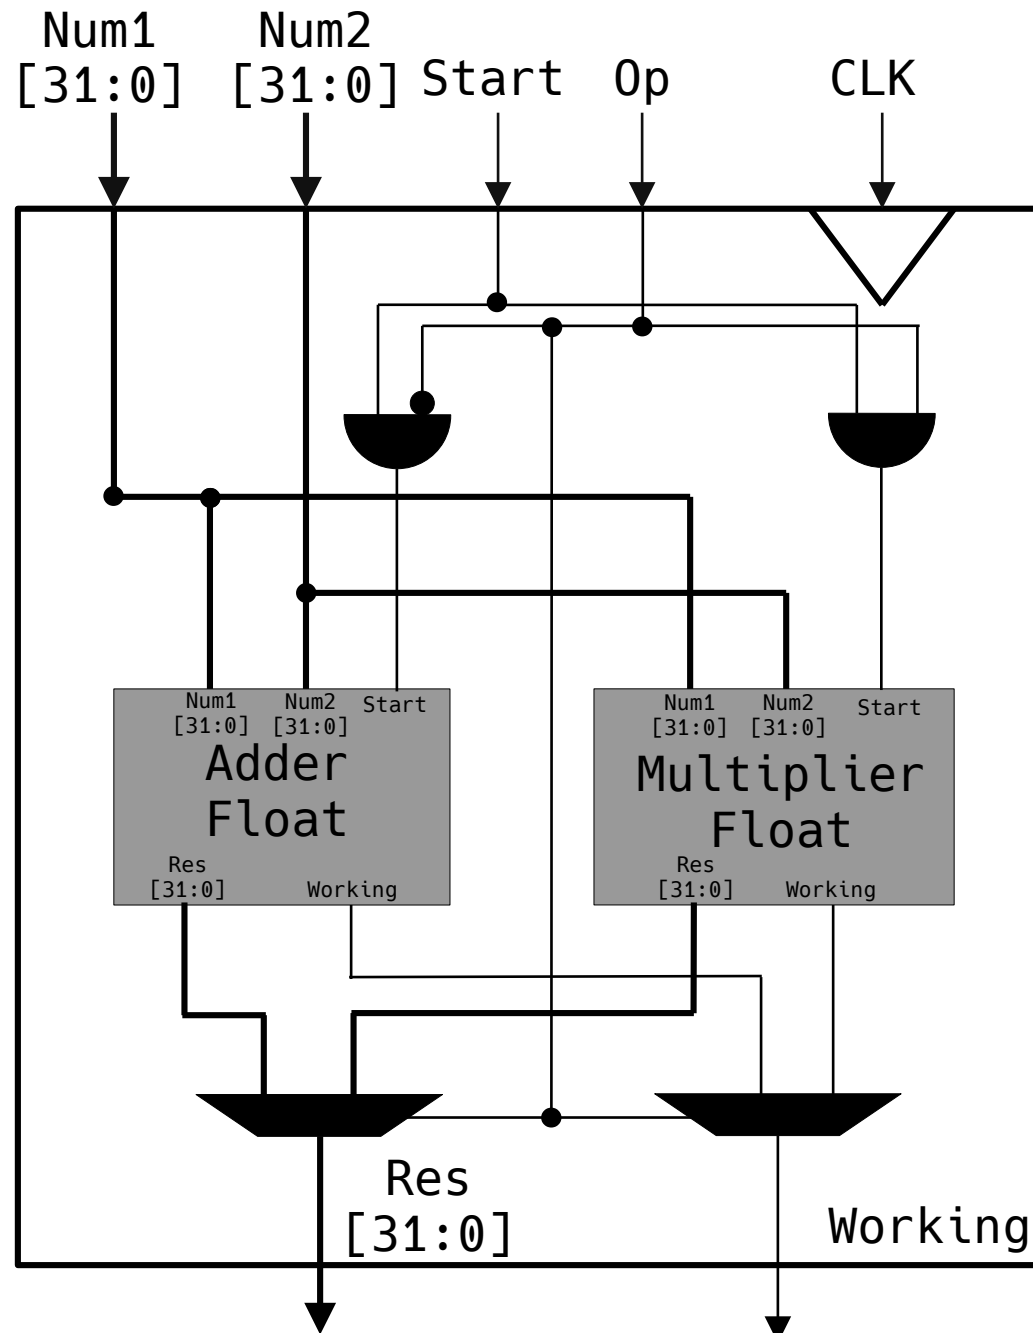 Num1
[31:0]
Num2
[31:0]
Start
Op
CLK
Num1
[31:0]
Num2
[31:0]
Start
Adder
Float
Res
[31:0]
Working
Num1
[31:0]
Num2
[31:0]
Start
Multiplier
Float
Res
[31:0]
Working
Res
[31:0]
Working